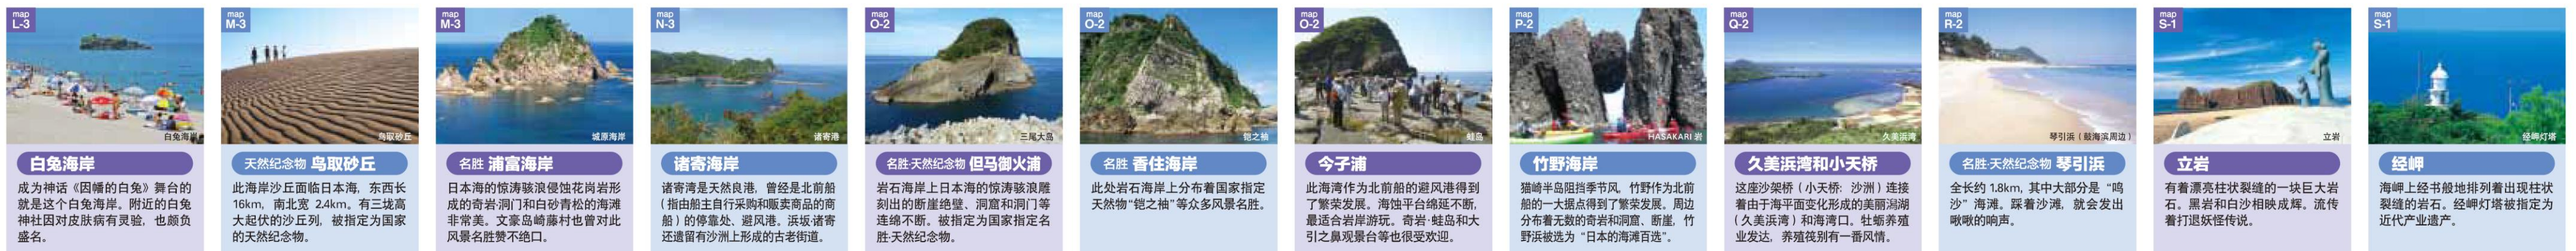 map
L-3
白兔海岸
白兔海岸
成为神话《因幡的白兔》舞台的
就是这个白兔海岸。附近的白兔
神社因对皮肤病有灵验，也颇负
盛名。
map
M-3
鸟取砂丘
天然纪念物 鸟取砂丘
此海岸沙丘面临日本海，东西长
16km，南北宽 2.4km。有三垅高
大起伏的沙丘列，被指定为国家
的天然纪念物。
map
M-3
城原海岸
名胜 浦富海岸
日本海的惊涛骇浪侵蚀花岗岩形
成的奇岩·洞门和白砂青松的海滩
非常美。文豪岛崎藤村也曾对此
风景名胜赞不绝口。
map
N-3
诸寄港
诸寄海岸
诸寄湾是天然良港，曾经是北前船
（指由船主自行采购和贩卖商品的商
船）的停靠处、避风港。浜坂·诸寄
还遗留有沙洲上形成的古老街道。
map
O-2
三尾大岛
名胜·天然纪念物 但马御火浦
岩石海岸上日本海的惊涛骇浪雕
刻出的断崖绝壁、洞窟和洞门等
连绵不断。被指定为国家指定名
胜·天然纪念物。
map
O-2
铠之袖
名胜 香住海岸
此处岩石海岸上分布着国家指定
天然物“铠之袖”等众多风景名胜。
map
O-2
蛙岛
今子浦
此海湾作为北前船的避风港得到
了繁荣发展。海蚀平台绵延不断，
最适合岩岸游玩。奇岩·蛙岛和大
引之鼻观景台等也很受欢迎。
map
P-2
HASAKARI 岩
竹野海岸
猫崎半岛阻挡季节风，竹野作为北前
船的一大据点得到了繁荣发展。周边
分布着无数的奇岩和洞窟、断崖，竹
野浜被选为“日本的海滩百选”。
map
Q-2
久美浜湾
久美浜湾和小天桥
这座沙架桥（小天桥：沙洲）连接
着由于海平面变化形成的美丽潟湖
（久美浜湾）和海湾口。牡蛎养殖
业发达，养殖筏别有一番风情。
map
R-2
琴引浜（鼓海滨周边）
名胜·天然纪念物 琴引浜
全长约 1.8km，其中大部分是“鸣
沙”海滩。踩着沙滩，就会发出
啾啾的响声。
map
S-1
立岩
立岩
有着漂亮柱状裂缝的一块巨大岩
石。黑岩和白沙相映成辉。流传
着打退妖怪传说。
map
S-1
经岬灯塔
经岬
海岬上经书般地排列着出现柱状
裂缝的岩石。经岬灯塔被指定为
近代产业遗产。